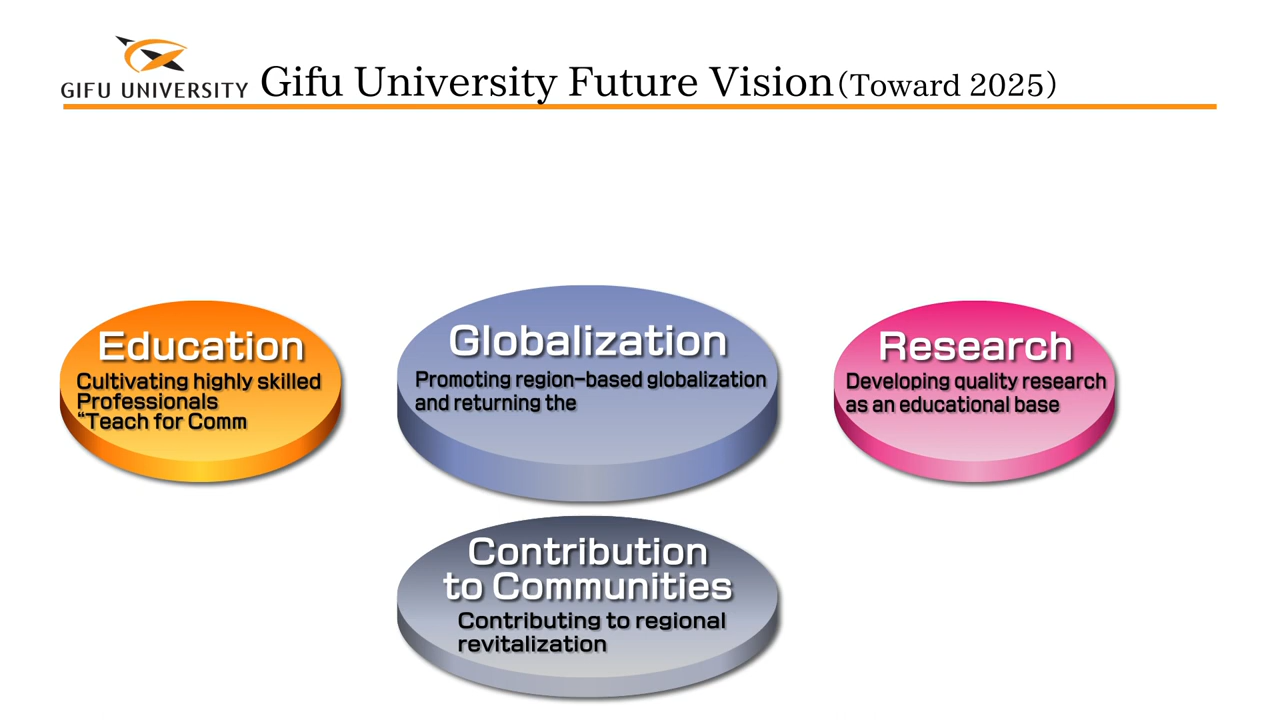 GIFU UNIVERSITY
Gifu University Future Vision(Toward 2025)
Education
Cultivating highly skilled
Professionals
“Teach for Comm
Globalization
Promoting region-based globalization
and returning the
Research
Developing quality research
as an educational base
Contribution
to Communities
Contributing to regional
revitalization